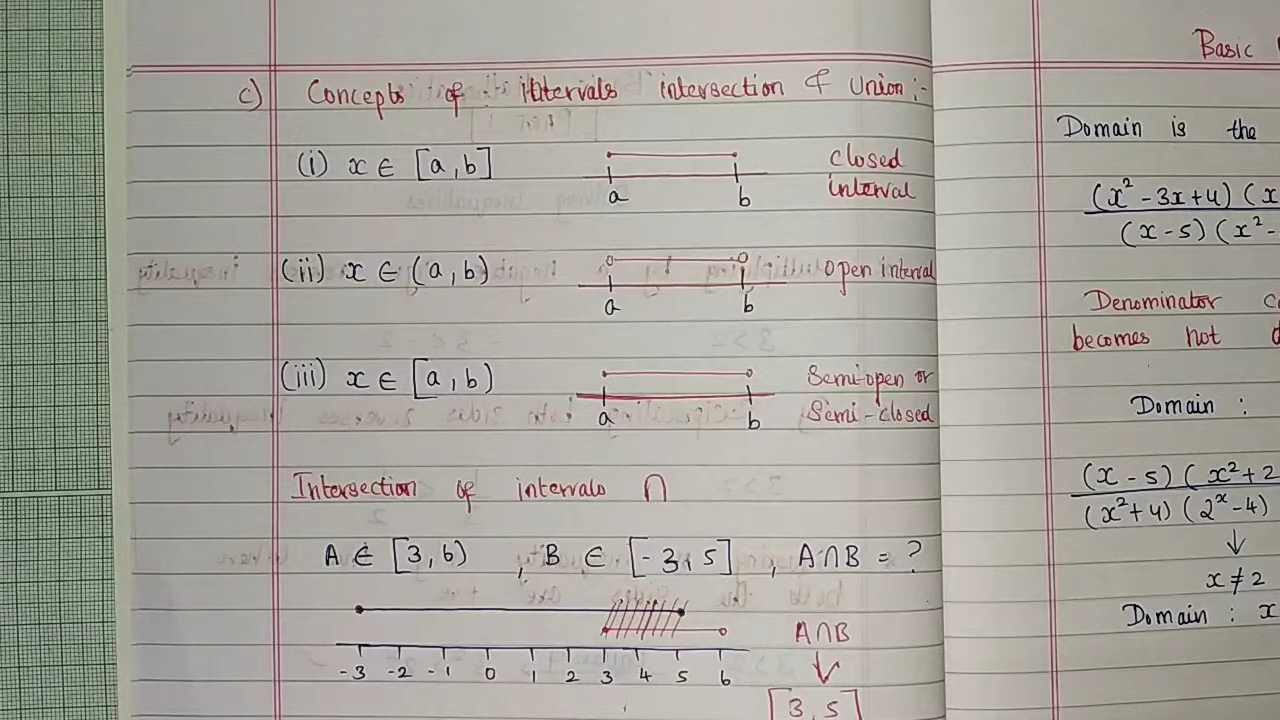 c) Concepts of intervals intersection & Union :-
(i) x ∈ [a, b]
a b
closed
interval
(ii) x ∈ (a, b)
a b
open interval
(iii) x ∈ [a, b)
a b
Semi-open or
Semi-closed
Intersection of intervals ∩
A ∈ [3, 6) , B ∈ [-3, 5] , A∩B = ?
-3 -2 -1 0 1 2 3 4 5 6
A∩B
↓
[3, 5]
Basic
Domain is the
(x² - 3x + 4) (x
(x - 5) (x² -
Denominator
becomes not
Domain :
(x - 5) (x² + 2
(x² + 4) (2ˣ - 4)
↓
x ≠ 2
Domain : x